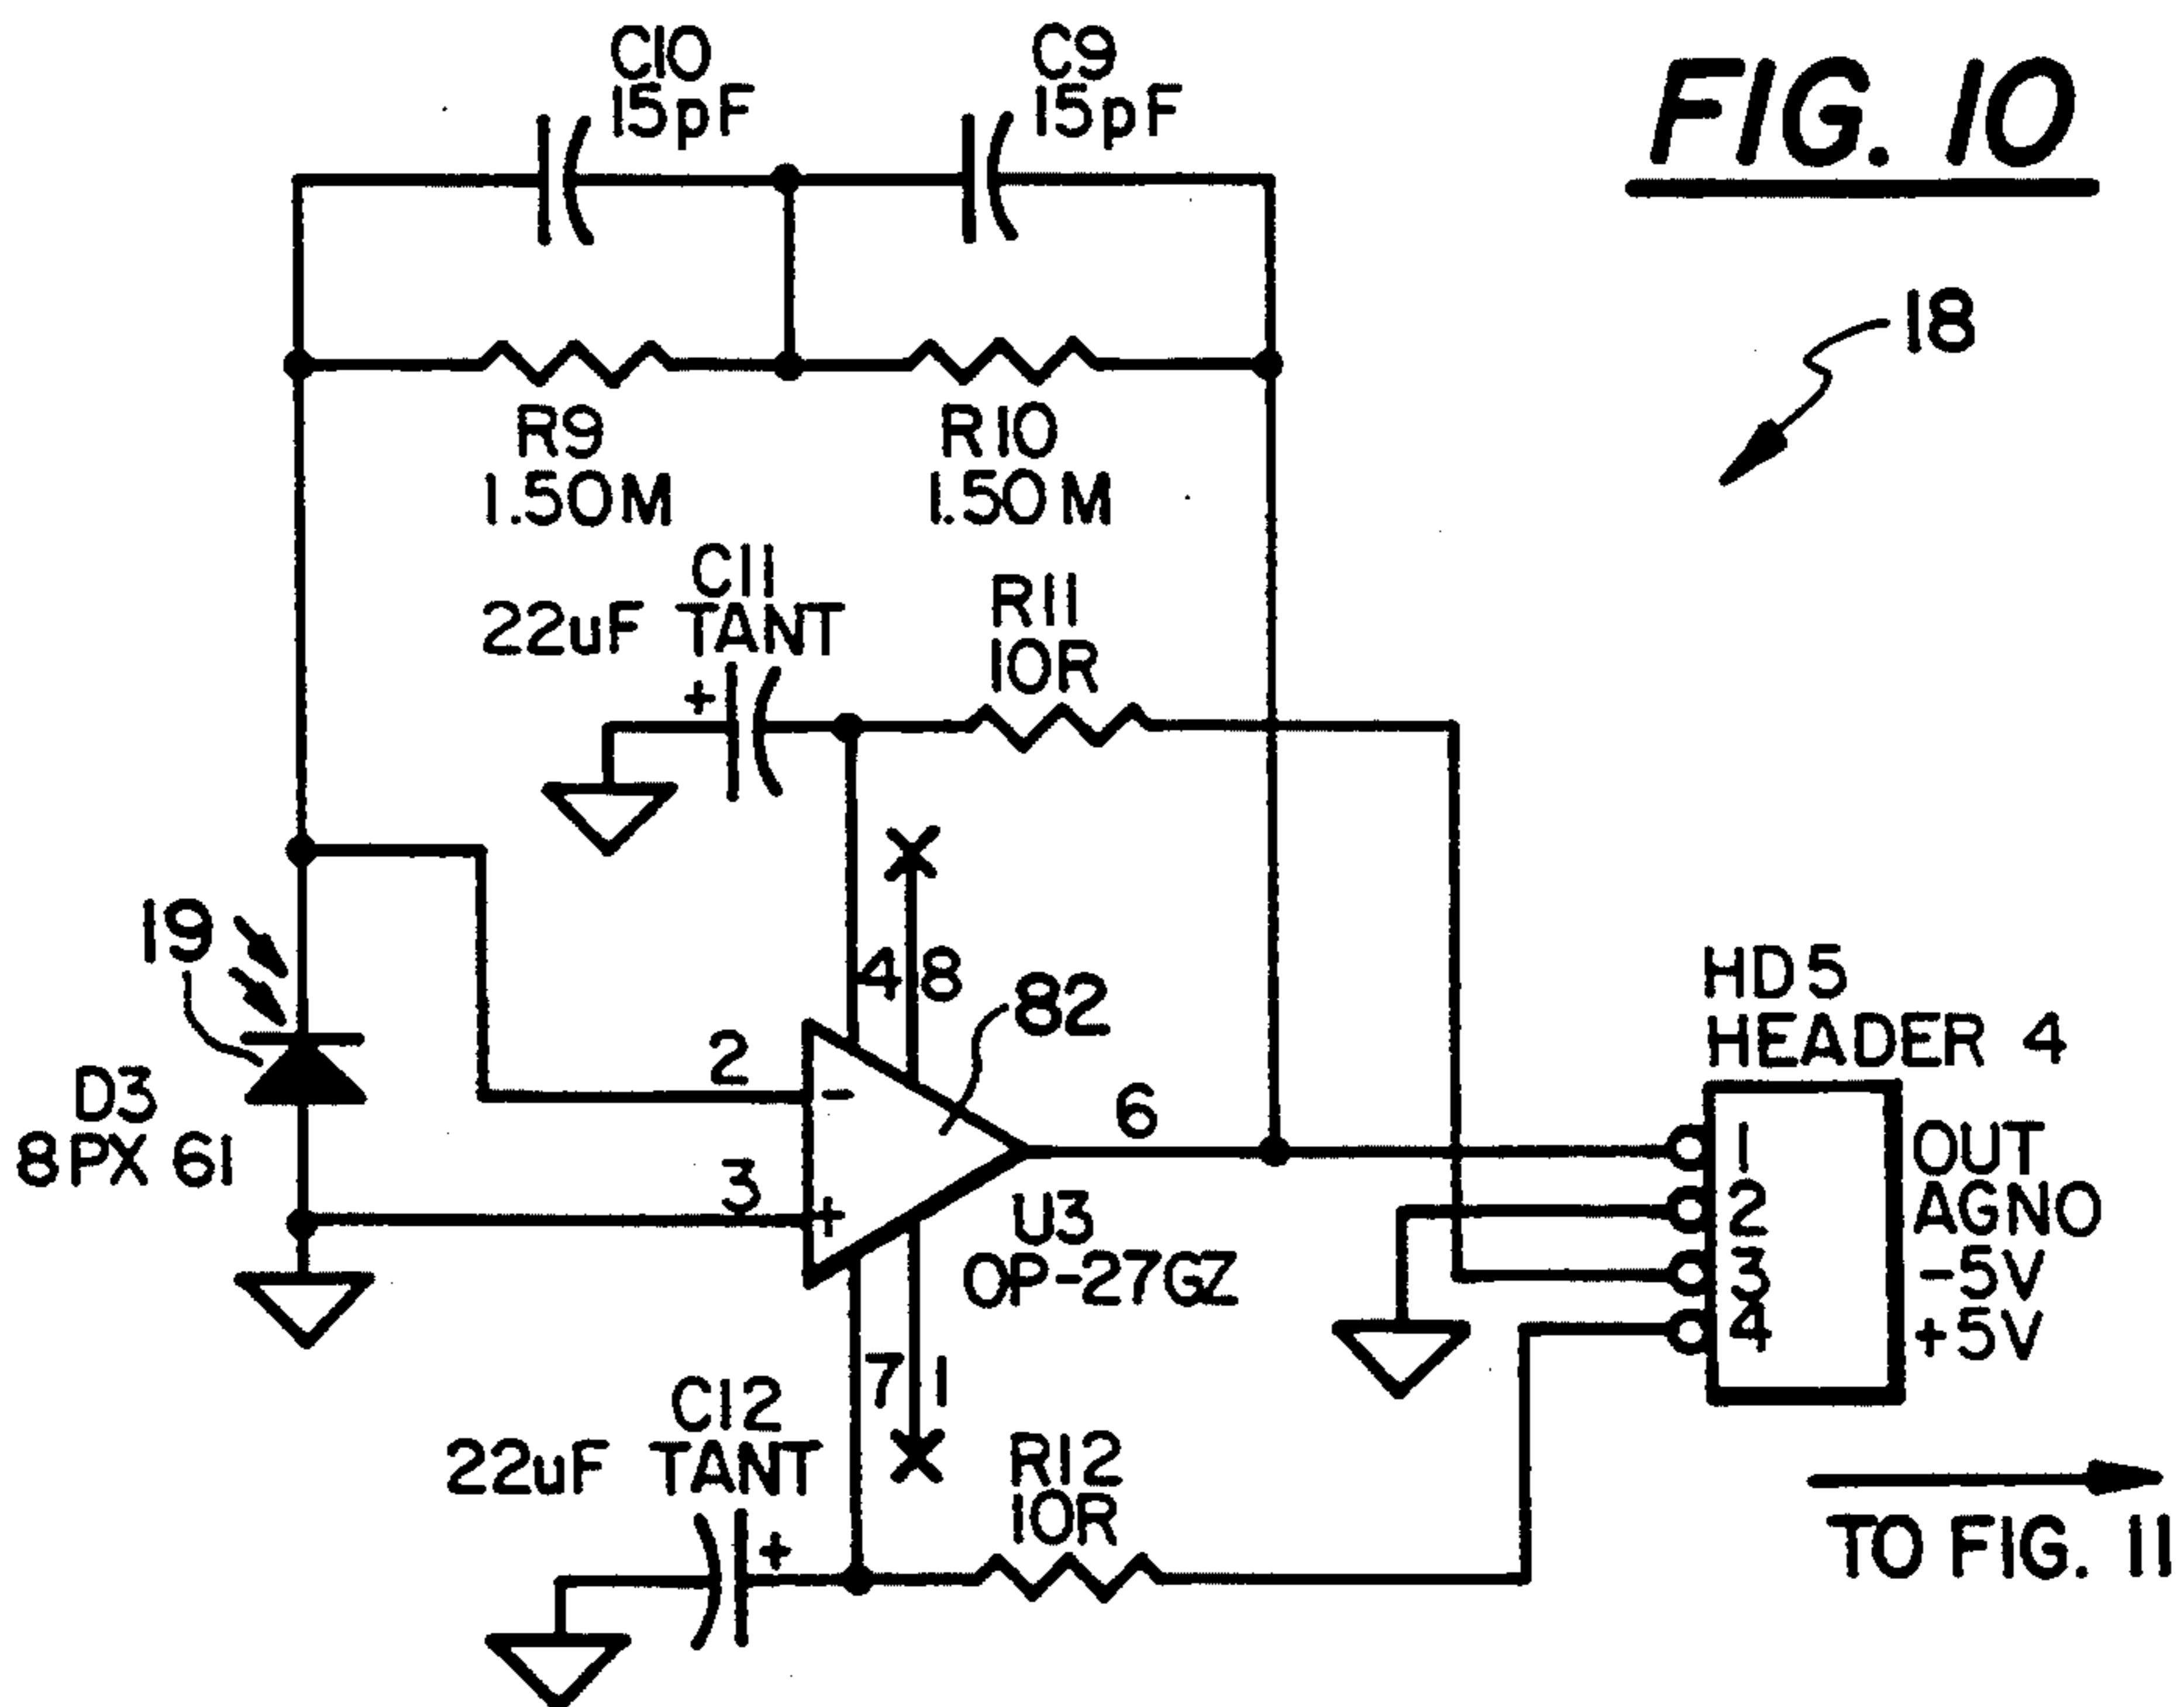 C10
15pF
C9
15pF
FIG. 10
18
R9
1.50M
R10
1.50M
C11
22uF TANT
+
R11
10R
19
4
8
82
HD5
HEADER 4
D3
8PX 61
2
-
6
1 OUT
3
+
U3
OP-27GZ
2 AGNO
3 -5V
4 +5V
7
1
C12
22uF TANT
+
R12
10R
TO FIG. 11